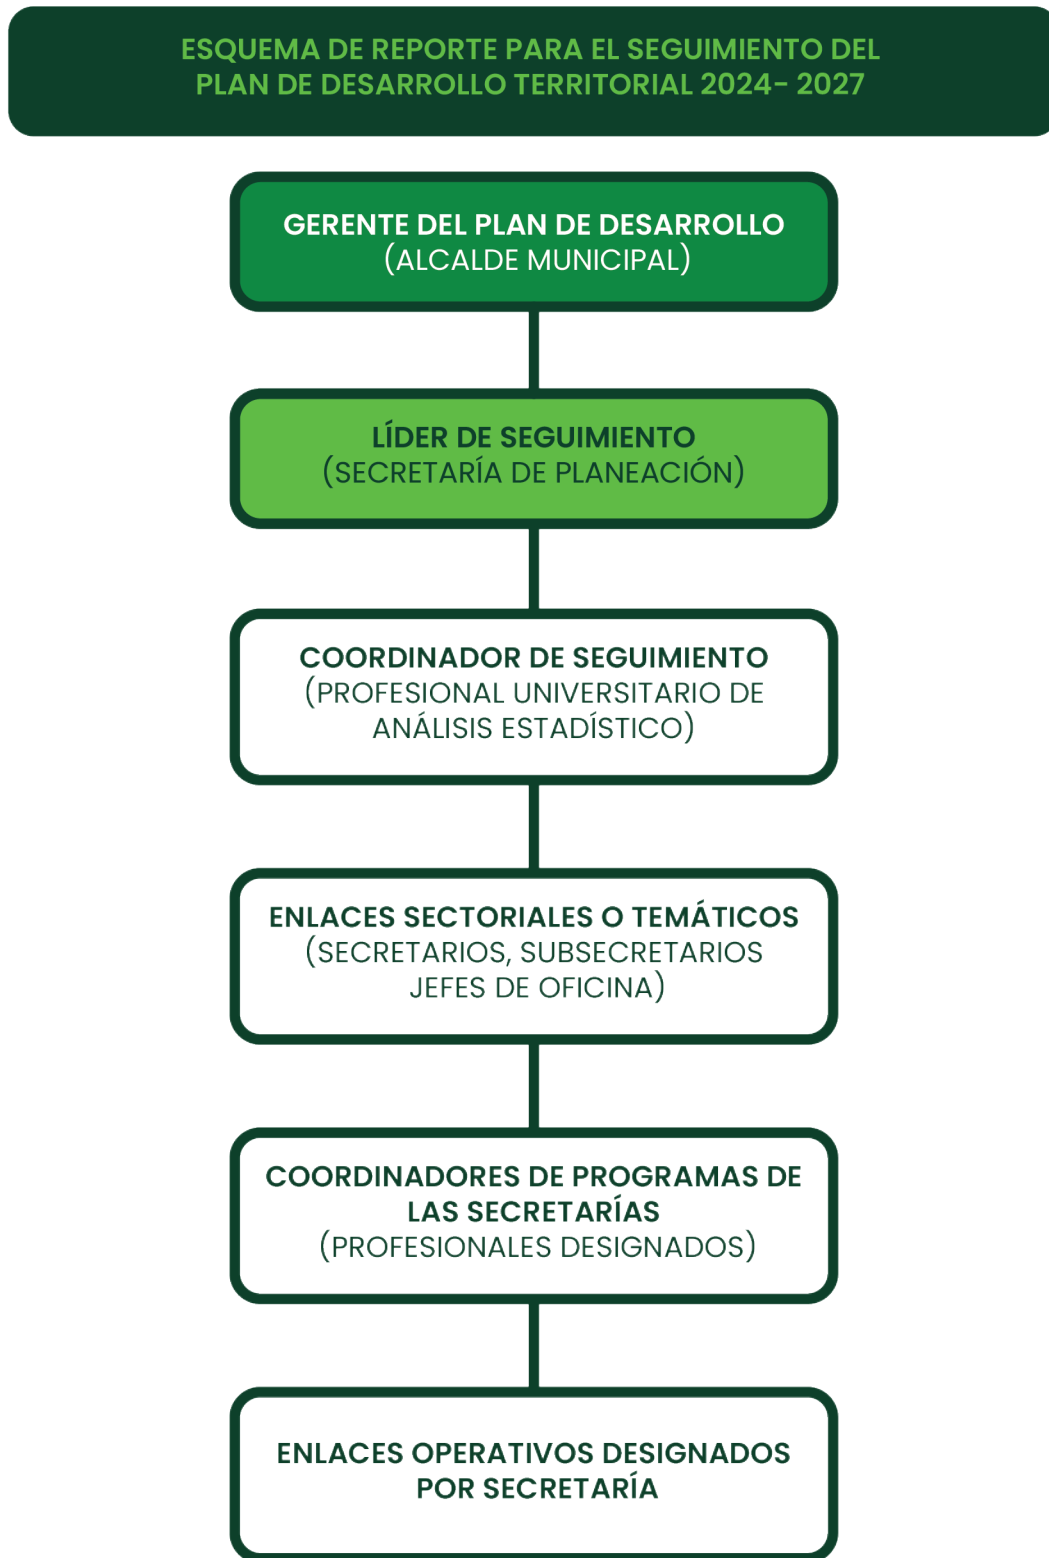 ESQUEMA DE REPORTE PARA EL SEGUIMIENTO DEL
PLAN DE DESARROLLO TERRITORIAL 2024- 2027
GERENTE DEL PLAN DE DESARROLLO
(ALCALDE MUNICIPAL)
LÍDER DE SEGUIMIENTO
(SECRETARÍA DE PLANEACIÓN)
COORDINADOR DE SEGUIMIENTO
(PROFESIONAL UNIVERSITARIO DE
ANÁLISIS ESTADÍSTICO)
ENLACES SECTORIALES O TEMÁTICOS
(SECRETARIOS, SUBSECRETARIOS
JEFES DE OFICINA)
COORDINADORES DE PROGRAMAS DE
LAS SECRETARÍAS
(PROFESIONALES DESIGNADOS)
ENLACES OPERATIVOS DESIGNADOS
POR SECRETARÍA